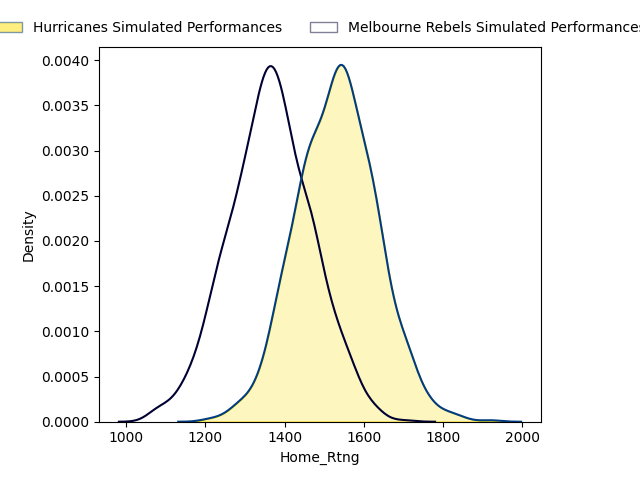 Hurricanes Simulated Performances Melbourne Rebels Simulated Performances
0.0040
0.0035
0.0030
0.0025
0.0020
0.0015
0.0010
0.0005
0.0000
Density
1000 1200 1400 1600 1800 2000
Home_Rtng